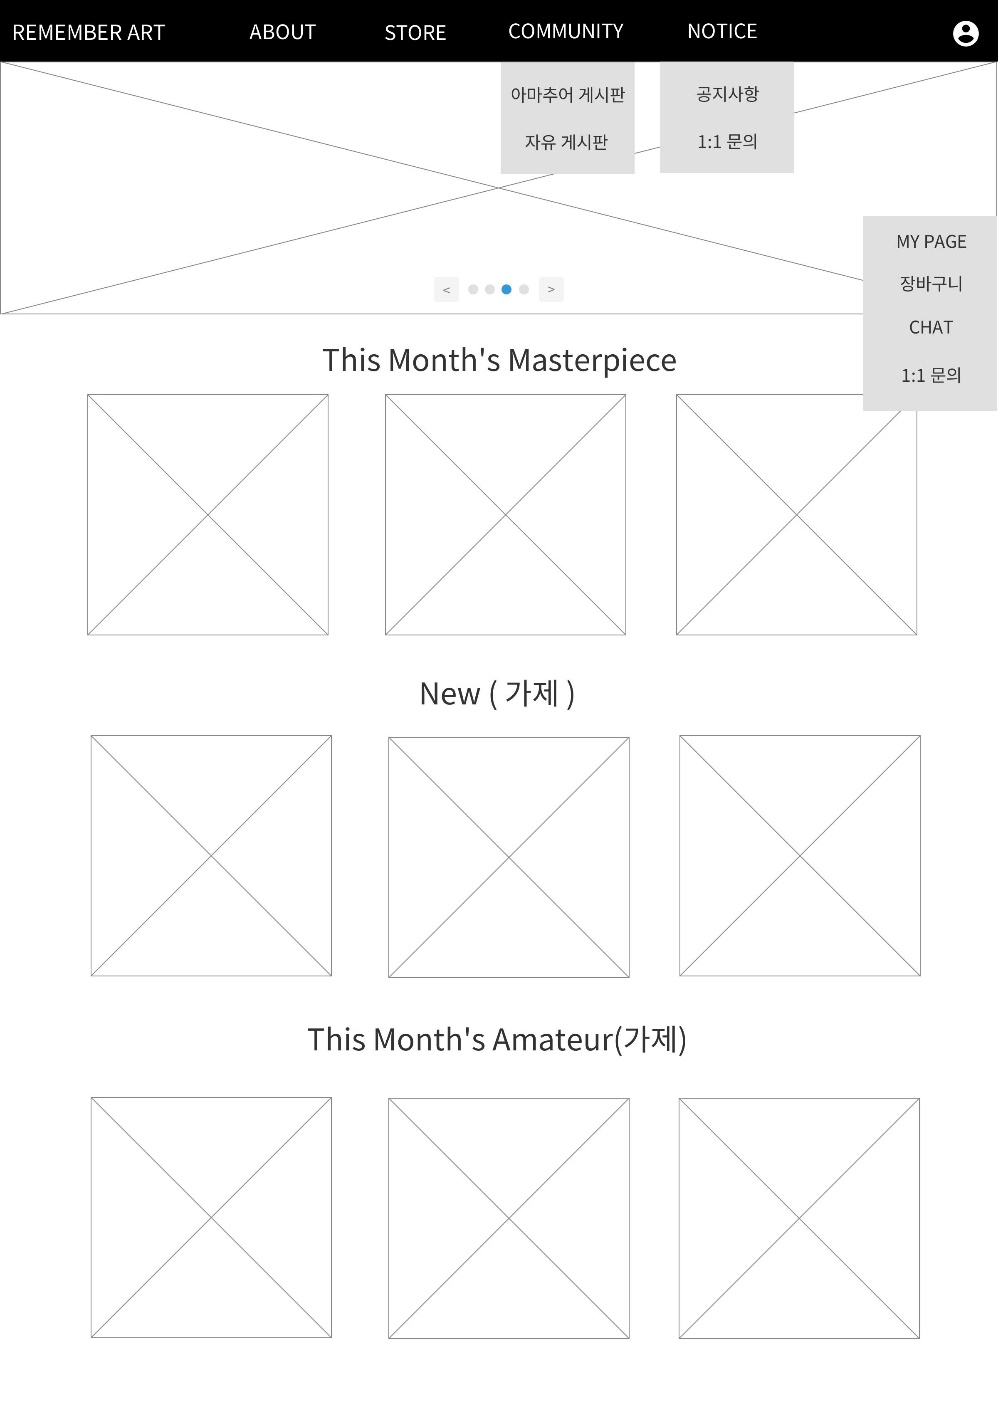 REMEMBER ART
ABOUT
STORE
COMMUNITY
NOTICE
아마추어 게시판
자유 게시판
공지사항
1:1 문의
MY PAGE
장바구니
CHAT
1:1 문의
<
>
This Month's Masterpiece
New ( 가제 )
This Month's Amateur(가제)